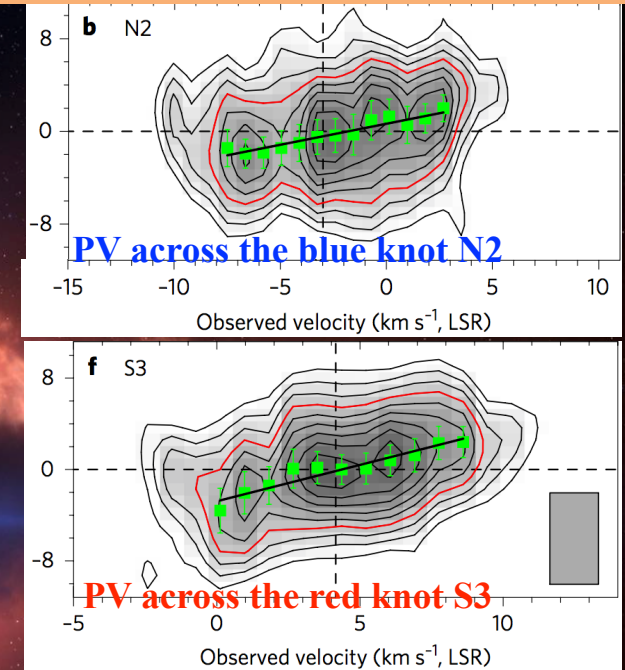 b N2
8
0
−8
PV across the blue knot N2
−15 −10 −5 0 5 10
Observed velocity (km s⁻¹, LSR)
f S3
8
0
−8
PV across the red knot S3
−5 0 5 10
Observed velocity (km s⁻¹, LSR)